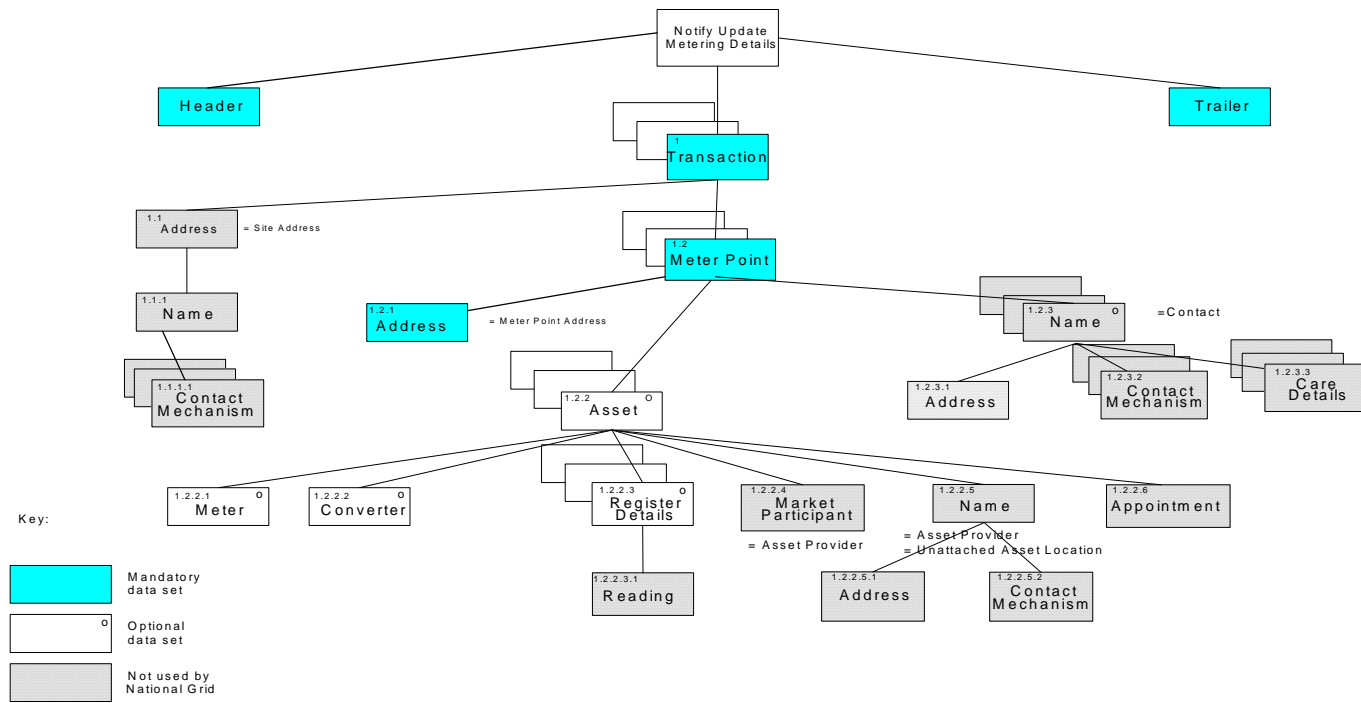 Notify Update
Metering Details
Header
Trailer
1
Transaction
1.1
Address
= Site Address
1.2
Meter Point
1.1.1
Name
1.2.1
Address
= Meter Point Address
1.2.3
O
Name
=Contact
1.1.1.1
Contact
Mechanism
1.2.2
O
Asset
1.2.3.1
Address
1.2.3.2
Contact
Mechanism
1.2.3.3
Care
Details
1.2.2.1
O
Meter
1.2.2.2
O
Converter
1.2.2.3
O
Register
Details
1.2.2.4
Market
Participant
= Asset Provider
1.2.2.5
Name
= Asset Provider
= Unattached Asset Location
1.2.2.6
Appointment
1.2.2.3.1
Reading
1.2.2.5.1
Address
1.2.2.5.2
Contact
Mechanism
Key:
Mandatory
data set
O
Optional
data set
Not used by
National Grid